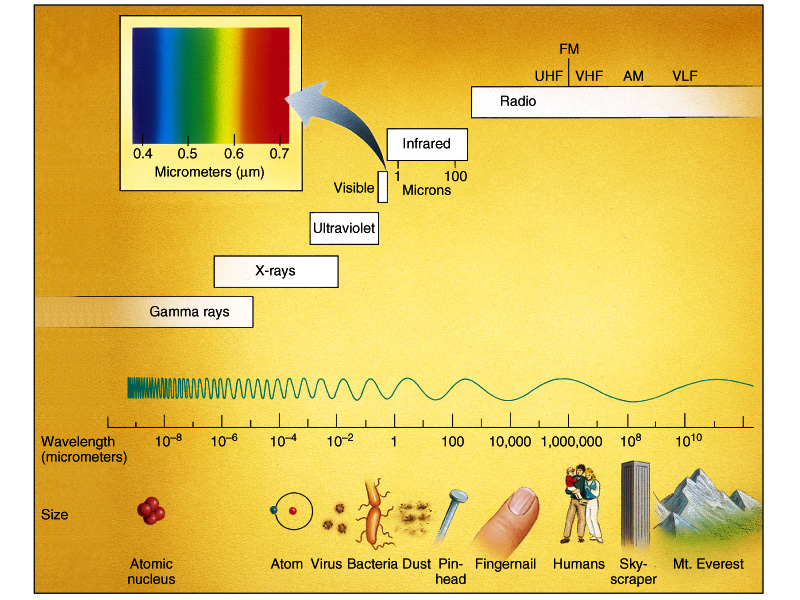 FM
UHF VHF AM VLF
Radio
Infrared
0.4 0.5 0.6 0.7
Micrometers (μm)
1 100
Visible Microns
Ultraviolet
X-rays
Gamma rays
Wavelength
(micrometers)
10⁻⁸ 10⁻⁶ 10⁻⁴ 10⁻² 1 100 10,000 1,000,000 10⁸ 10¹⁰
Size
Atomic
nucleus
Atom
Virus
Bacteria
Dust
Pin-
head
Fingernail
Humans
Sky-
scraper
Mt. Everest